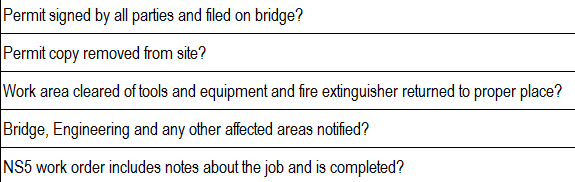 Permit signed by all parties and filed on bridge?
Permit copy removed from site?
Work area cleared of tools and equipment and fire extinguisher returned to proper place?
Bridge, Engineering and any other affected areas notified?
NS5 work order includes notes about the job and is completed?